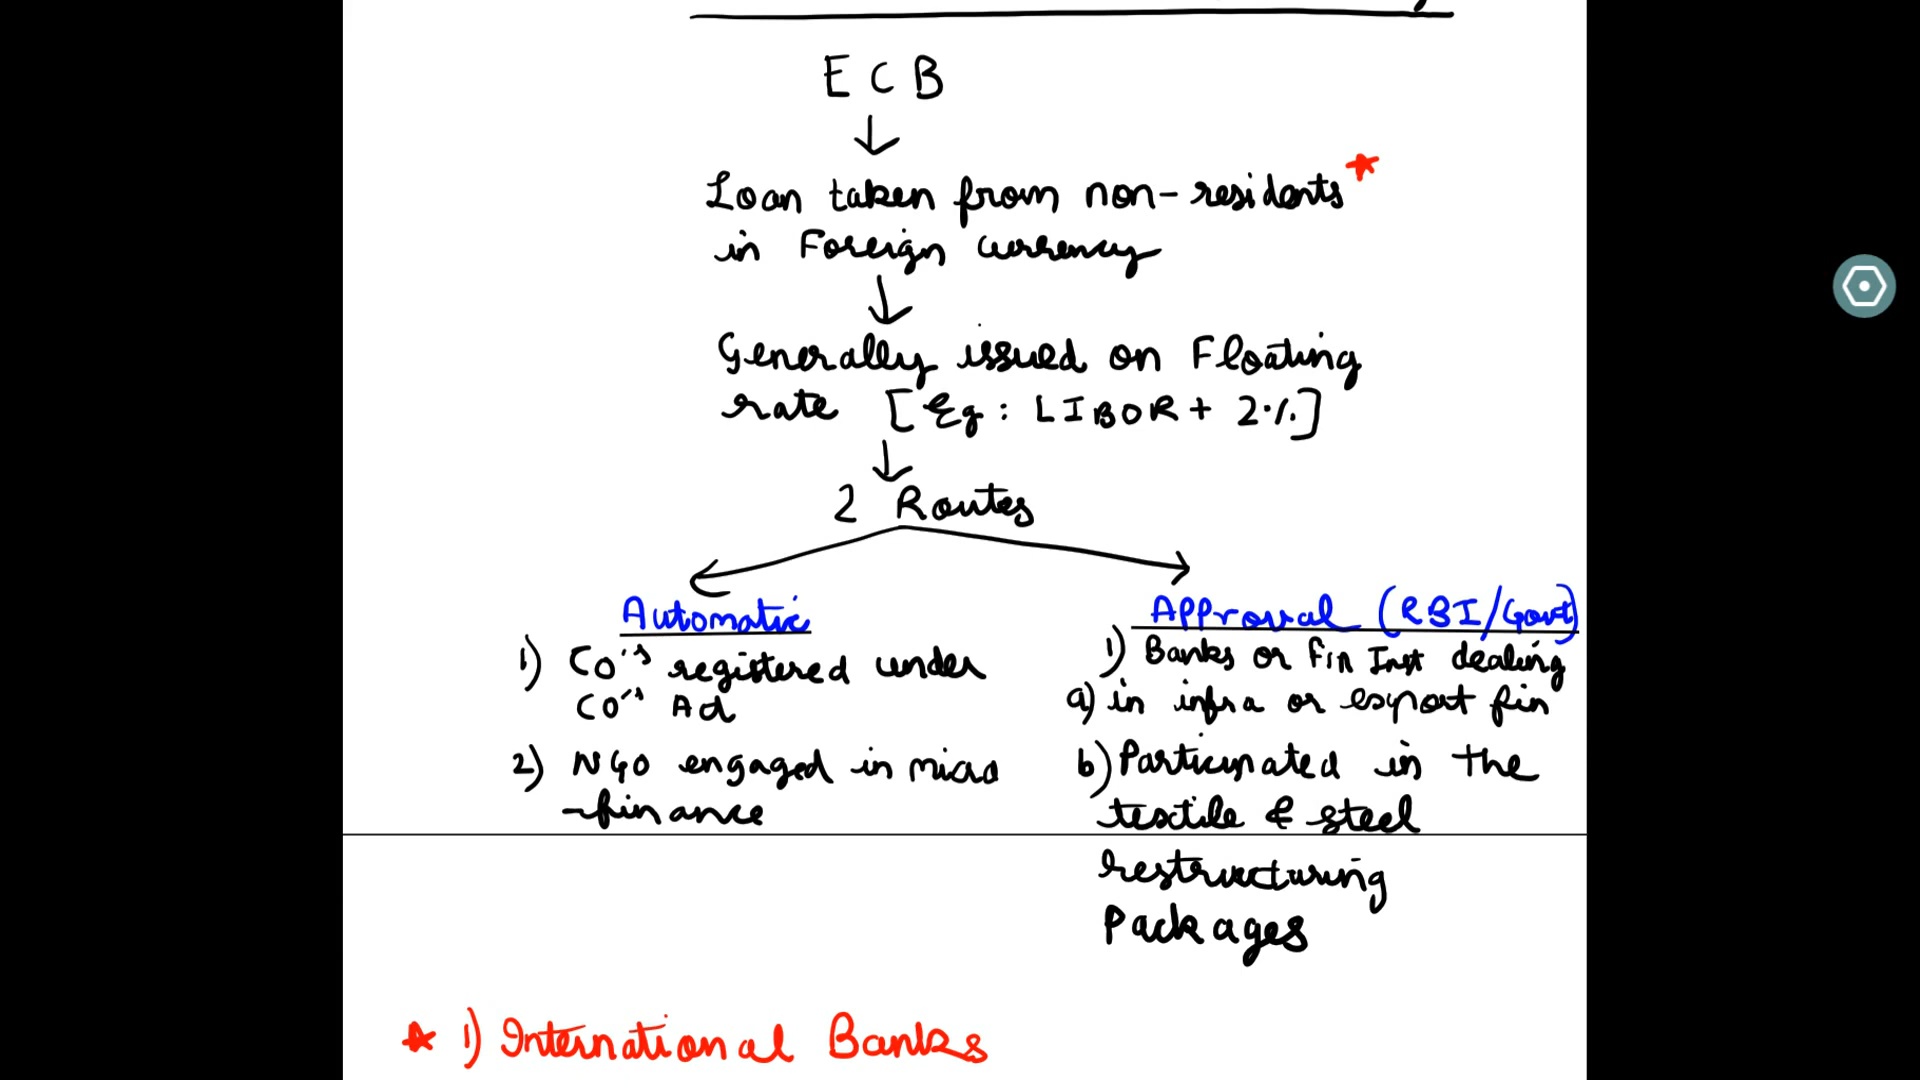 E C B
Loan taken from non-residents
in Foreign currency
Generally issued on Floating
rate [Eg : LIBOR + 2%]
2 Routes
Automatic
1) Co's registered under
Co's Act
2) NGO engaged in micro
-finance
Approval (RBI/Govt)
1) Banks or Fin Inst dealing
a) in infra or export fin
b) Participated in the
textile & steel
restructuring
Packages
1) International Banks